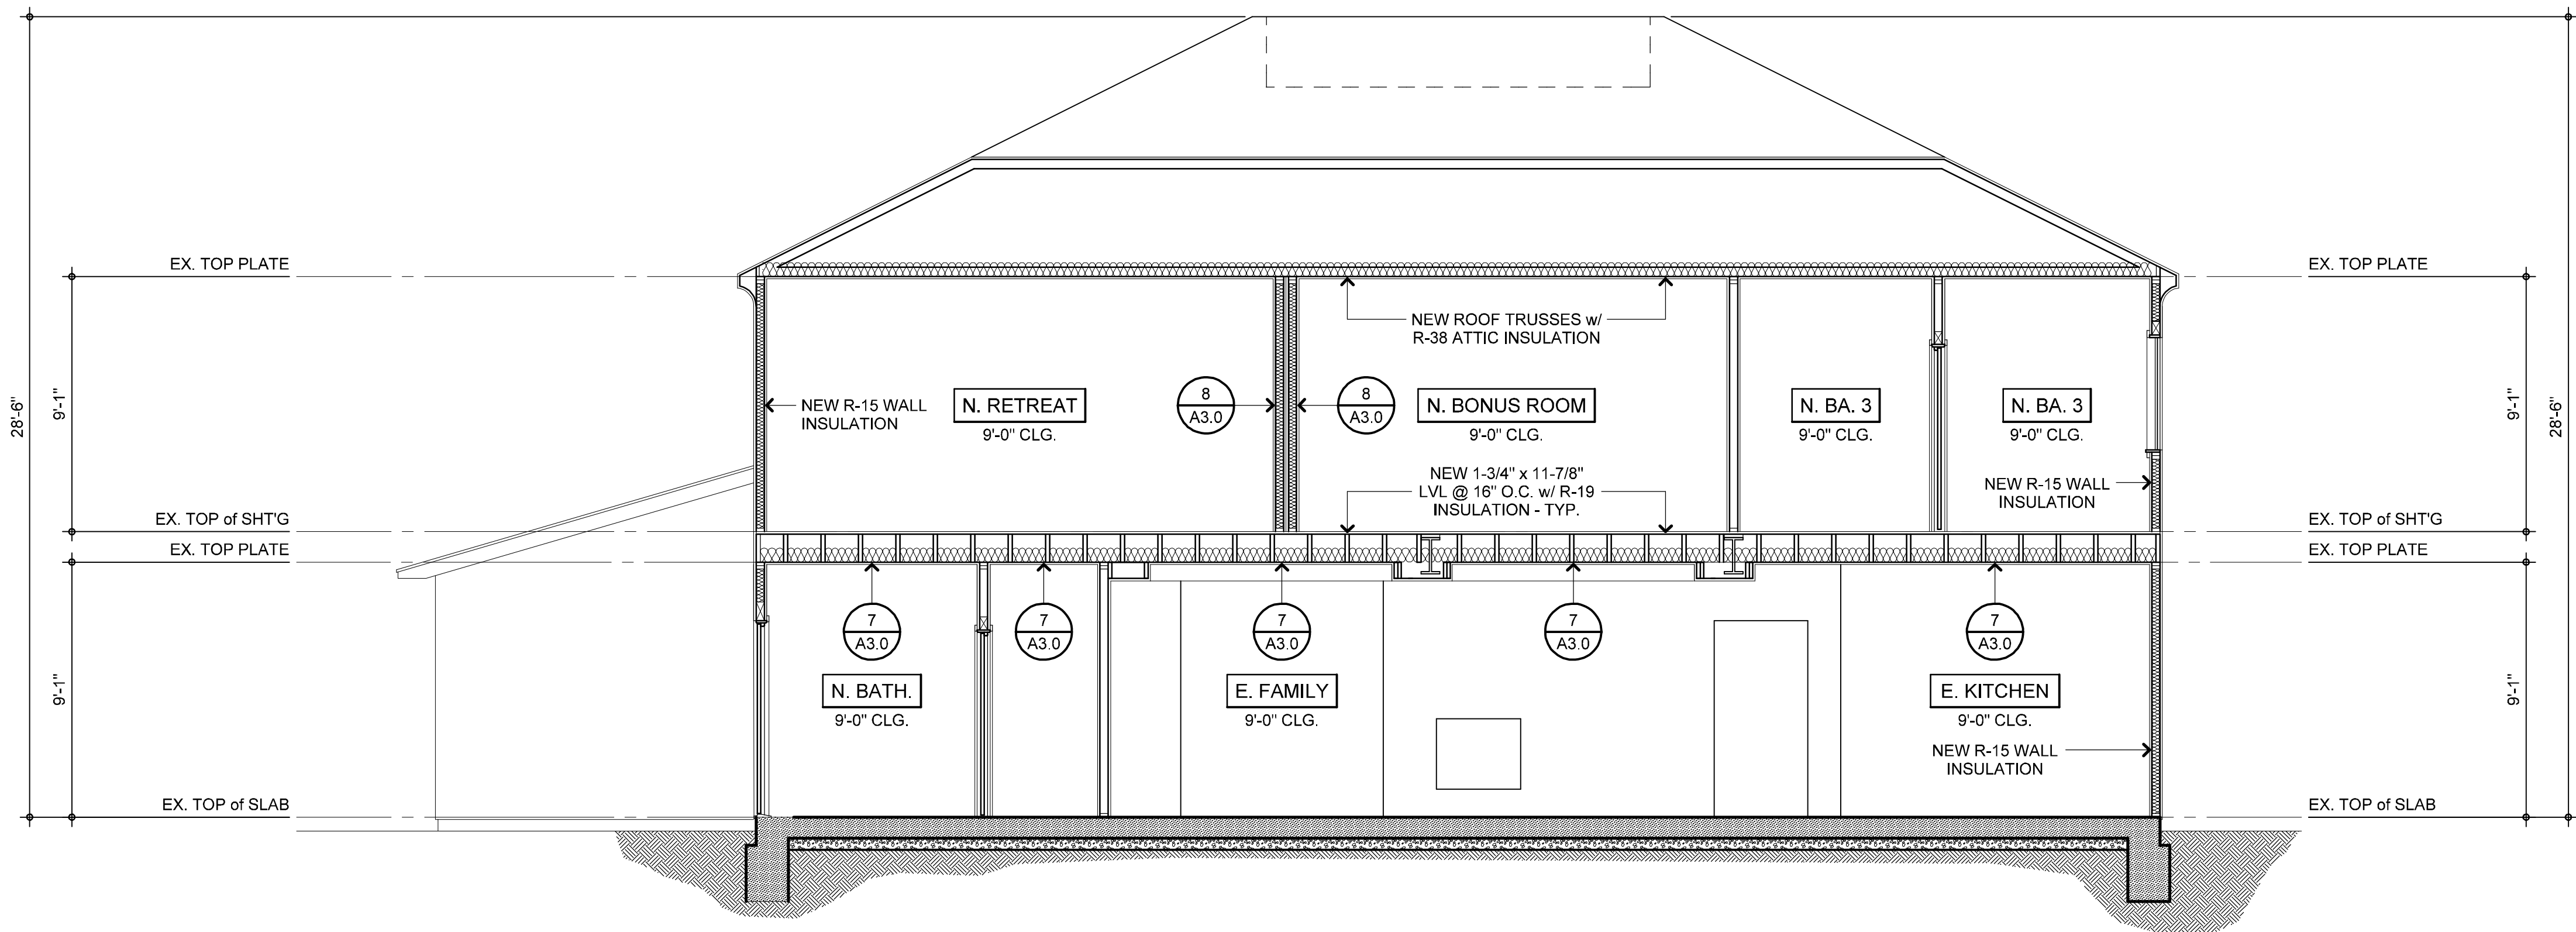 EX. TOP PLATE
EX. TOP PLATE
NEW ROOF TRUSSES w/
R-38 ATTIC INSULATION
28'-6"
9'-1"
NEW R-15 WALL
INSULATION
N. RETREAT
9'-0" CLG.
8
A3.0
8
A3.0
N. BONUS ROOM
9'-0" CLG.
N. BA. 3
9'-0" CLG.
N. BA. 3
9'-0" CLG.
9'-1"
28'-6"
NEW 1-3/4" x 11-7/8"
LVL @ 16" O.C. w/ R-19
INSULATION - TYP.
NEW R-15 WALL
INSULATION
EX. TOP of SHT'G
EX. TOP of SHT'G
EX. TOP PLATE
EX. TOP PLATE
7
A3.0
7
A3.0
7
A3.0
7
A3.0
7
A3.0
9'-1"
N. BATH.
9'-0" CLG.
E. FAMILY
9'-0" CLG.
E. KITCHEN
9'-0" CLG.
9'-1"
NEW R-15 WALL
INSULATION
EX. TOP of SLAB
EX. TOP of SLAB